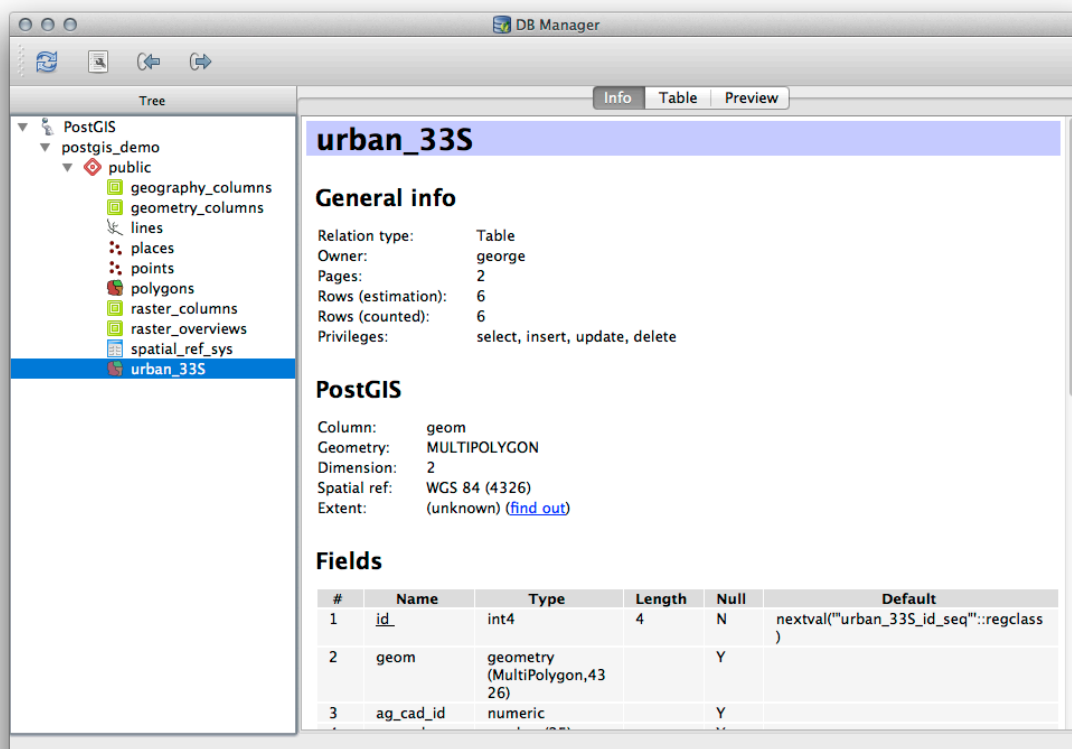 DB Manager
Tree
Info Table Preview
PostGIS
postgis_demo
public
geography_columns
geometry_columns
lines
places
points
polygons
raster_columns
raster_overviews
spatial_ref_sys
urban_33S
urban_33S
General info
Relation type: Table
Owner: george
Pages: 2
Rows (estimation): 6
Rows (counted): 6
Privileges: select, insert, update, delete
PostGIS
Column: geom
Geometry: MULTIPOLYGON
Dimension: 2
Spatial ref: WGS 84 (4326)
Extent: (unknown) (find out)
Fields
# Name Type Length Null Default
1 id int4 4 N nextval('"urban_33S_id_seq"'::regclass
)
2 geom geometry Y
(MultiPolygon,43
26)
3 ag_cad_id numeric Y